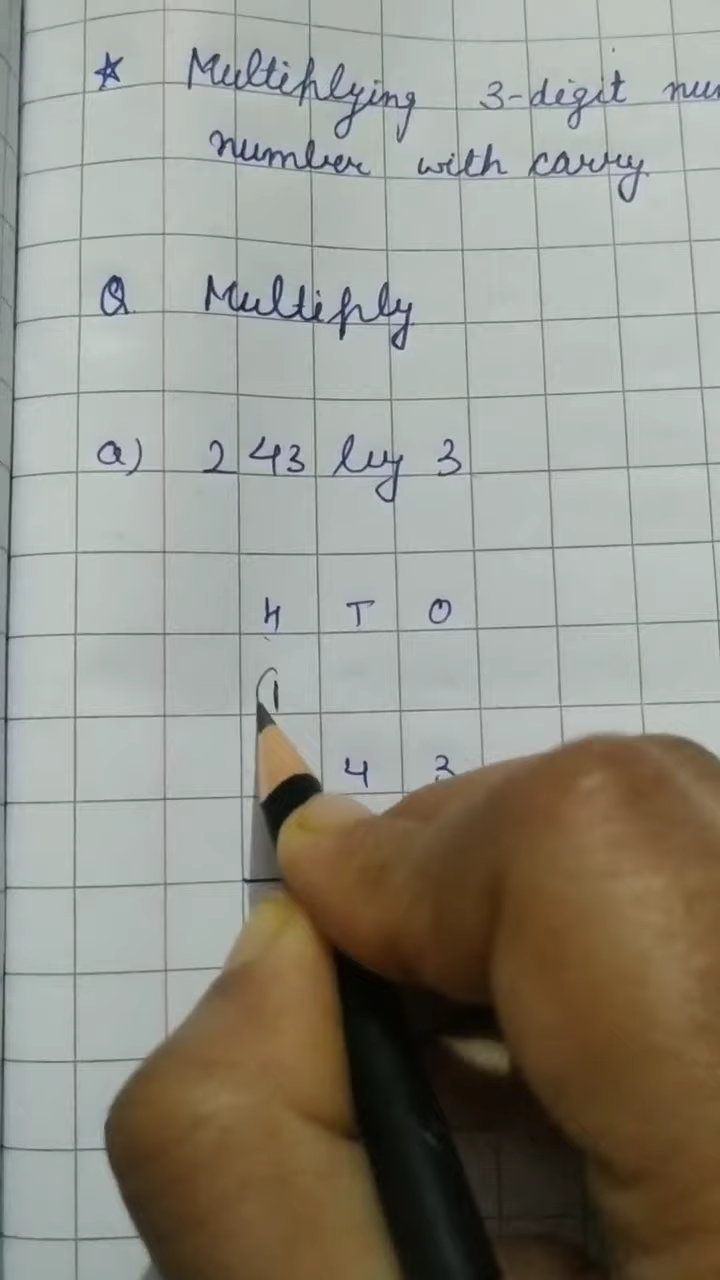 ☆ Multiplying 3-digit
number with carry
Q Multiply
a) 243 by 3
H T O
1
4 3